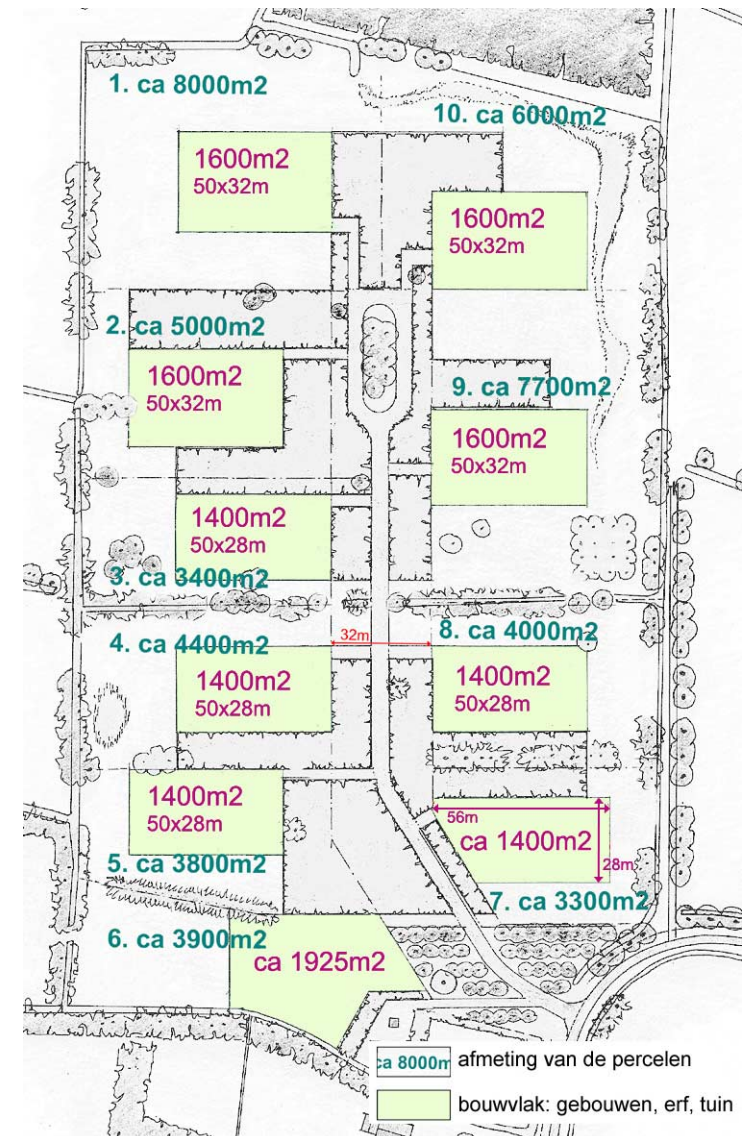 1. ca 8000m2
10. ca 6000m2
1600m2
50x32m
1600m2
50x32m
2. ca 5000m2
1600m2
50x32m
9. ca 7700m2
1600m2
50x32m
1400m2
50x28m
3. ca 3400m2
4. ca 4400m2
32m
8. ca 4000m2
1400m2
50x28m
1400m2
50x28m
1400m2
50x28m
56m
ca 1400m2
28m
5. ca 3800m2
7. ca 3300m2
6. ca 3900m2
ca 1925m2
ca 8000m
afmeting van de percelen
bouwvlak: gebouwen, erf, tuin